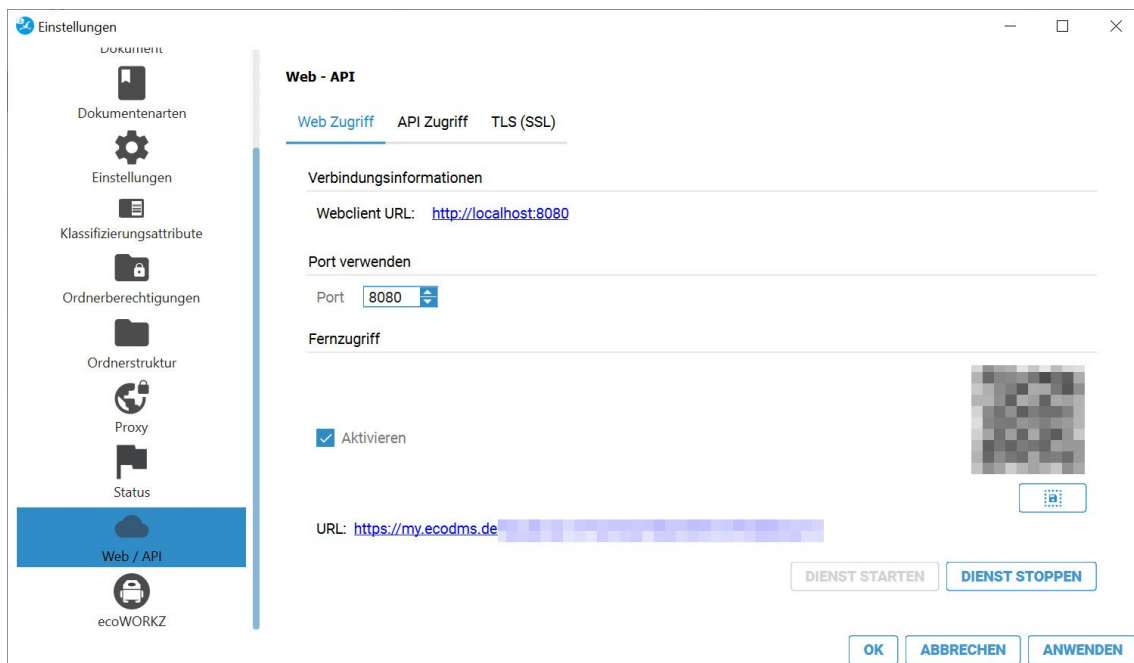 Einstellungen
Dokument
Dokumentenarten
Einstellungen
Klassifizierungsattribute
Ordnerberechtigungen
Ordnerstruktur
Proxy
Status
Web / API
ecoWORKZ
Web - API
Web Zugriff API Zugriff TLS (SSL)
Verbindungsinformationen
Webclient URL: http://localhost:8080
Port verwenden
Port 8080
Fernzugriff
Aktivieren
URL: https://my.ecodms.de
DIENST STARTEN DIENST STOPPEN
OK ABBRECHEN ANWENDEN